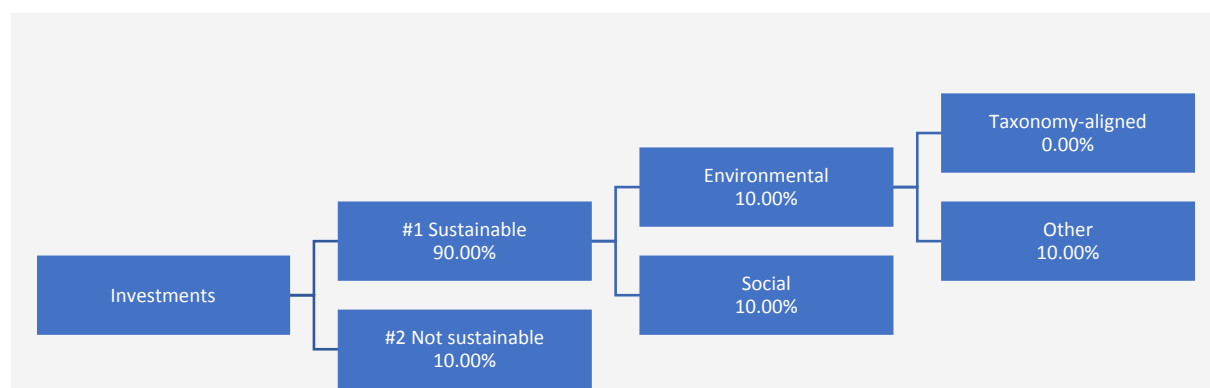 Investments
#1 Sustainable
90.00%
#2 Not sustainable
10.00%
Environmental
10.00%
Social
10.00%
Taxonomy-aligned
0.00%
Other
10.00%